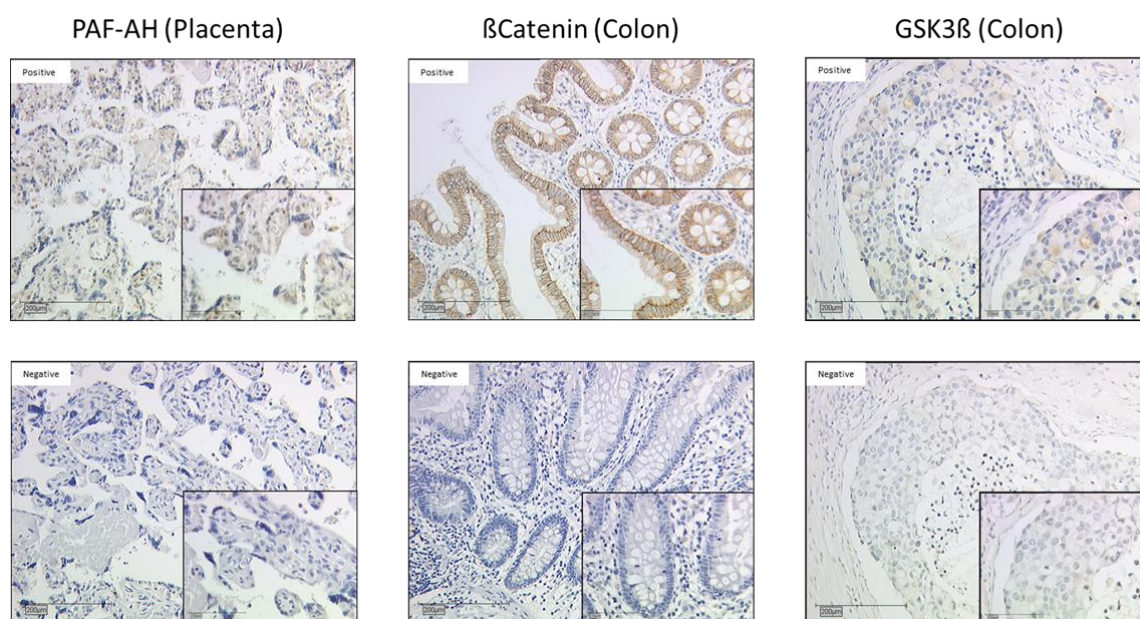 PAF-AH (Placenta)
ßCatenin (Colon)
GSK3ß (Colon)
Positive
Positive
Positive
200µm
200µm
200µm
Negative
Negative
Negative
200µm
200µm
200µm